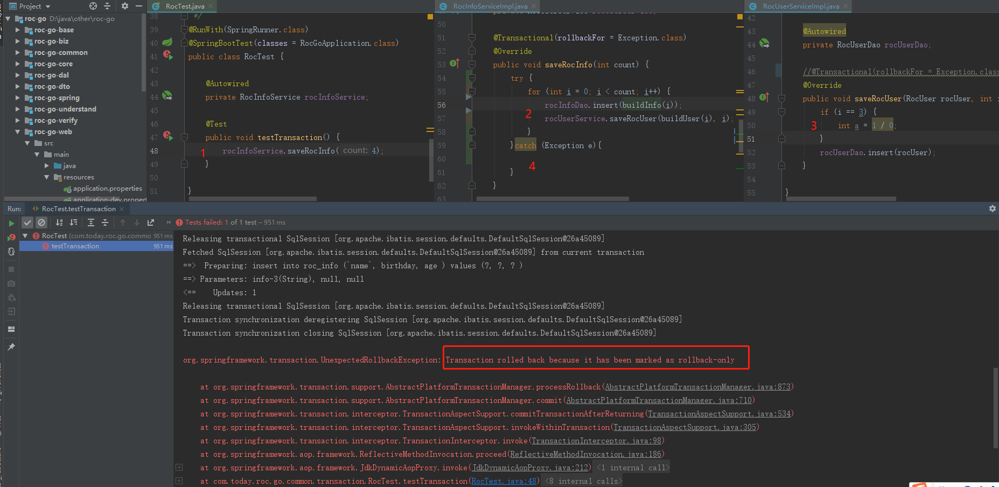 Project
roc-go D:\java\other\roc-go
roc-go-base
roc-go-biz
roc-go-common
roc-go-core
roc-go-dal
roc-go-dto
roc-go-spring
roc-go-understand
roc-go-verify
roc-go-web
src
main
java
resources
application.properties
application-dev.propert
RocTest.java
38 */
39 @RunWith(SpringRunner.class)
40 @SpringBootTest(classes = RocGoApplication.class)
41 public class RocTest {
42
43 @Autowired
44 private RocInfoService rocInfoService;
45
46 @Test
47 public void testTransaction() {
48 1 rocInfoService.saveRocInfo( count: 4);
49 }
50
51 }
RocInfoServiceImpl.java
50
51 @Transactional(rollbackFor = Exception.class)
52 @Override
53 public void saveRocInfo(int count) {
54 try {
55 for (int i = 0; i < count; i++) {
56 rocInfoDao.insert(buildInfo(i));
2
57 rocUserService.saveRocUser(buildUser(i), i);
58 }
59 }catch (Exception e){
60
4
61 }
62 }
63
RocUserServiceImpl.java
42
43 @Autowired
44 private RocUserDao rocUserDao;
45
46 //@Transactional(rollbackFor = Exception.class
47 @Override
48 public void saveRocUser(RocUser rocUser, int i
49 if (i == 3) {
50 3 int a = 1 / 0;
51 }
52 rocUserDao.insert(rocUser);
53 }
54
55 }
Run: RocTest.testTransaction
Tests failed: 1 of 1 test – 951 ms
RocTest (com.today.roc.go.commo 951 ms
testTransaction 951 ms
Releasing transactional SqlSession [org.apache.ibatis.session.defaults.DefaultSqlSession@26a45089]
Fetched SqlSession [org.apache.ibatis.session.defaults.DefaultSqlSession@26a45089] from current transaction
==>  Preparing: insert into roc_info (`name`, birthday, age ) values (?, ?, ? )
==> Parameters: info-3(String), null, null
<==    Updates: 1
Releasing transactional SqlSession [org.apache.ibatis.session.defaults.DefaultSqlSession@26a45089]
Transaction synchronization deregistering SqlSession [org.apache.ibatis.session.defaults.DefaultSqlSession@26a45089]
Transaction synchronization closing SqlSession [org.apache.ibatis.session.defaults.DefaultSqlSession@26a45089]
org.springframework.transaction.UnexpectedRollbackException: Transaction rolled back because it has been marked as rollback-only
at org.springframework.transaction.support.AbstractPlatformTransactionManager.processRollback(AbstractPlatformTransactionManager.java:873)
at org.springframework.transaction.support.AbstractPlatformTransactionManager.commit(AbstractPlatformTransactionManager.java:710)
at org.springframework.transaction.interceptor.TransactionAspectSupport.commitTransactionAfterReturning(TransactionAspectSupport.java:534)
at org.springframework.transaction.interceptor.TransactionAspectSupport.invokeWithinTransaction(TransactionAspectSupport.java:305)
at org.springframework.transaction.interceptor.TransactionInterceptor.invoke(TransactionInterceptor.java:98)
at org.springframework.aop.framework.ReflectiveMethodInvocation.proceed(ReflectiveMethodInvocation.java:186)
at org.springframework.aop.framework.JdkDynamicAopProxy.invoke(JdkDynamicAopProxy.java:212) <1 internal call>
at com.today.roc.go.common.transaction.RocTest.testTransaction(RocTest.java:48) <8 internal calls>